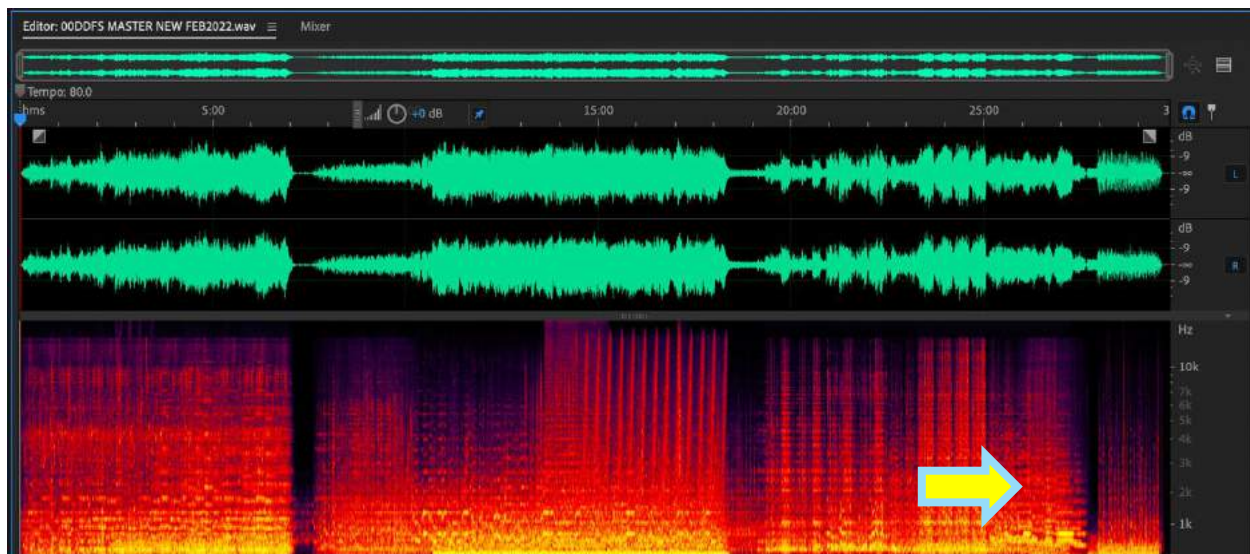 Editor: 00DDFS MASTER NEW FEB2022.wav Mixer
Tempo: 80.0
hms 5:00 +0 dB 15:00 20:00 25:00 3
dB
-9
-∞ L
-9
dB
-9
-∞ R
-9
Hz
10k
7k
6k
5k
4k
3k
2k
1k